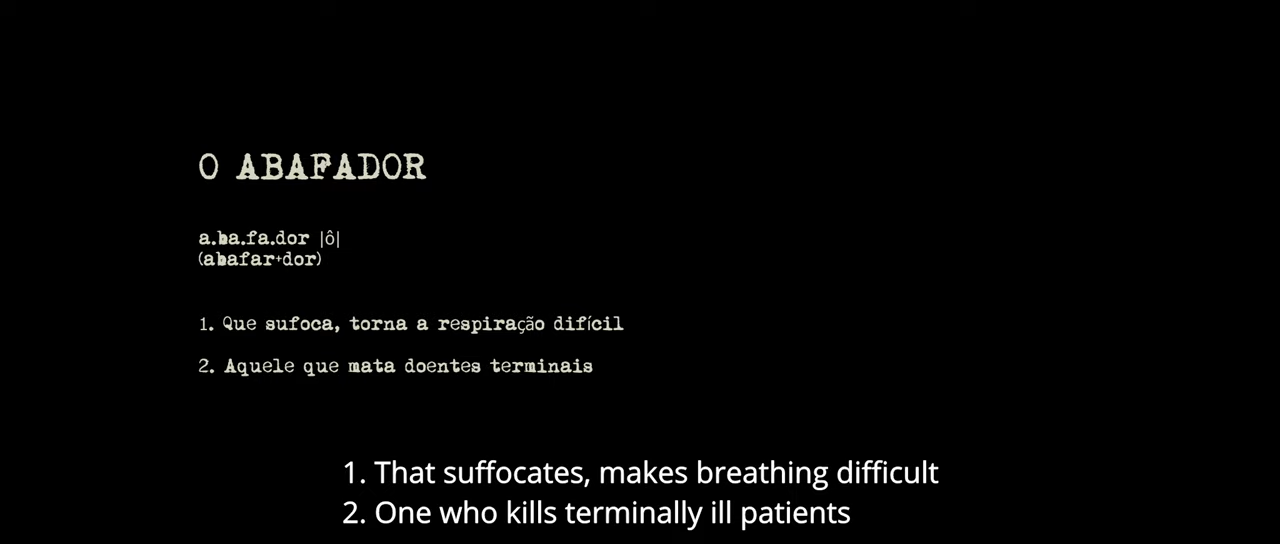 O ABAFADOR
a.ba.fa.dor |ô|
(abafar+dor)
1. Que sufoca, torna a respiração difícil
2. Aquele que mata doentes terminais
1. That suffocates, makes breathing difficult
2. One who kills terminally ill patients